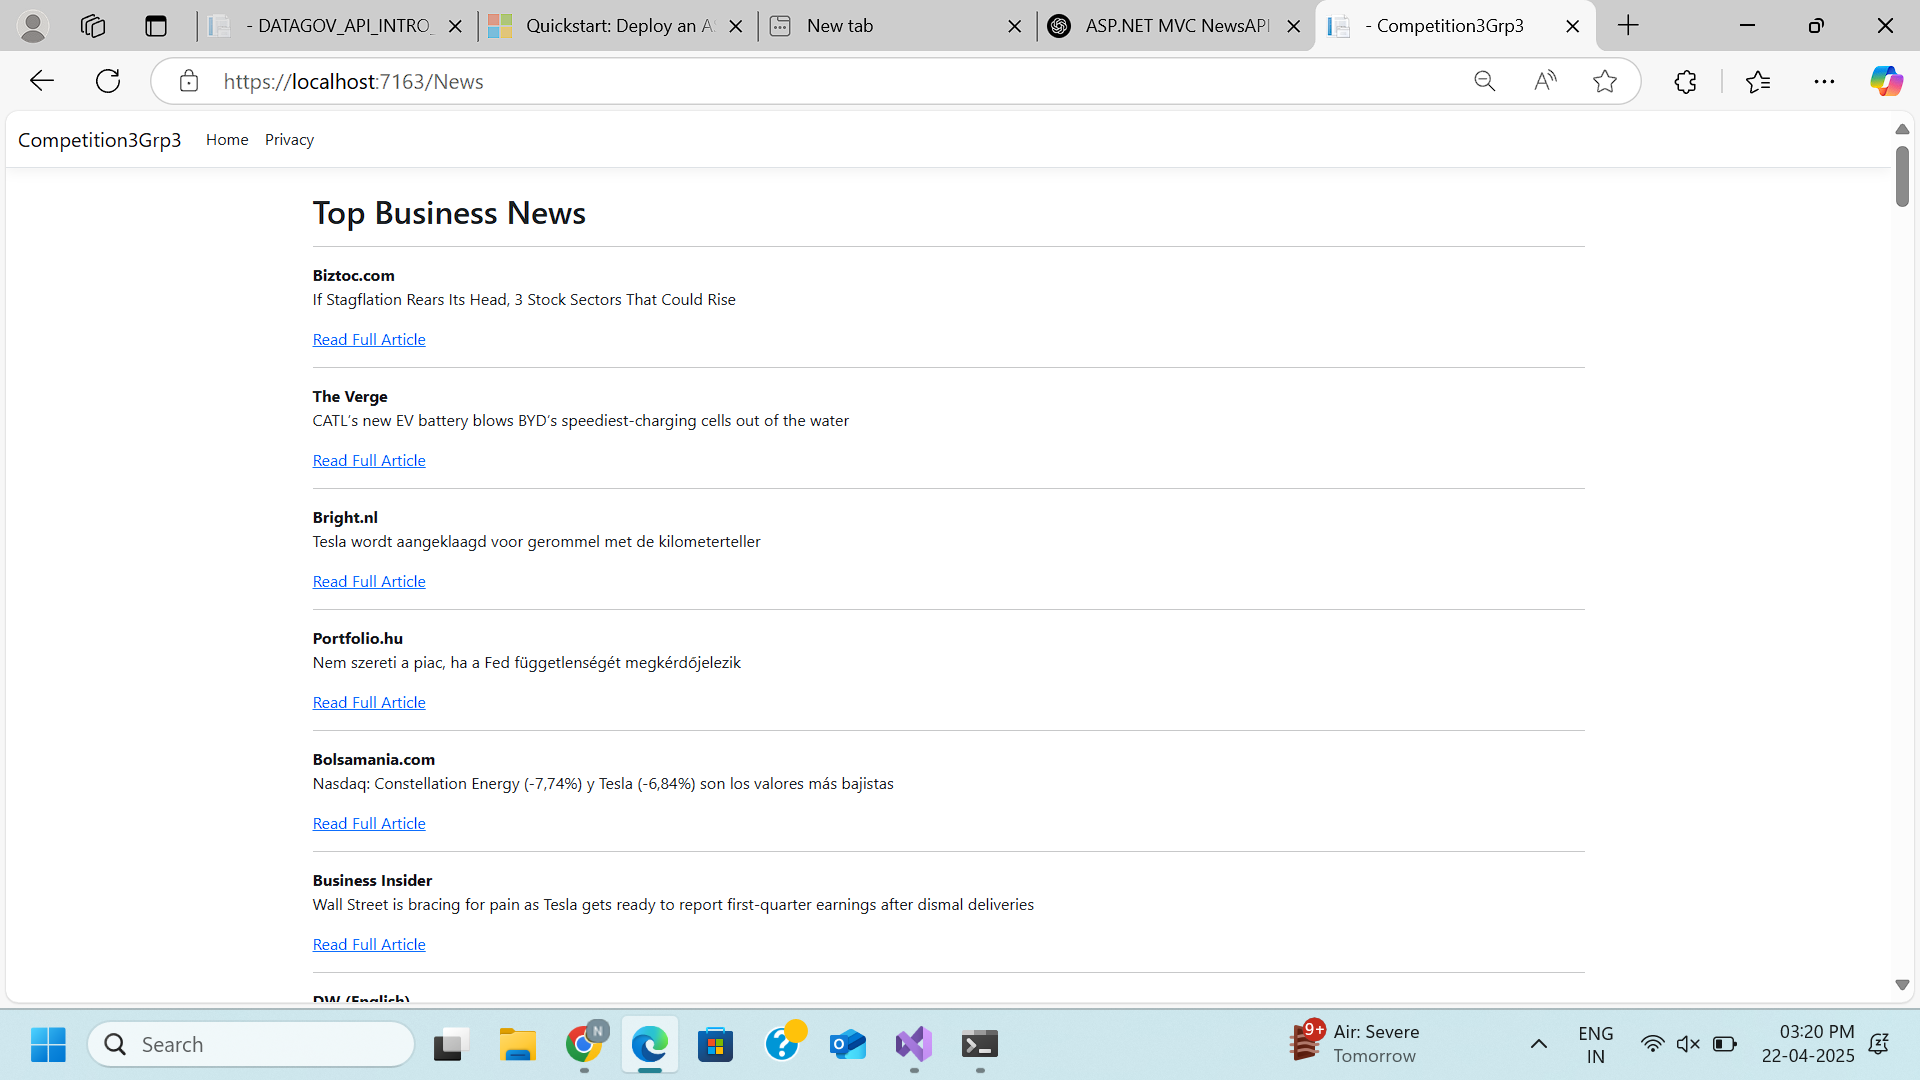 - DATAGOV_API_INTRO_
Quickstart: Deploy an AS
New tab
ASP.NET MVC NewsAPI
- Competition3Grp3
https://localhost:7163/News
Competition3Grp3 Home Privacy
Top Business News
Biztoc.com
If Stagflation Rears Its Head, 3 Stock Sectors That Could Rise
Read Full Article
The Verge
CATL’s new EV battery blows BYD’s speediest-charging cells out of the water
Read Full Article
Bright.nl
Tesla wordt aangeklaagd voor gerommel met de kilometerteller
Read Full Article
Portfolio.hu
Nem szereti a piac, ha a Fed függetlenségét megkérdőjelezik
Read Full Article
Bolsamania.com
Nasdaq: Constellation Energy (-7,74%) y Tesla (-6,84%) son los valores más bajistas
Read Full Article
Business Insider
Wall Street is bracing for pain as Tesla gets ready to report first-quarter earnings after dismal deliveries
Read Full Article
DW (English)
Search
N
9+
Air: Severe
Tomorrow
ENG
IN
03:20 PM
22-04-2025